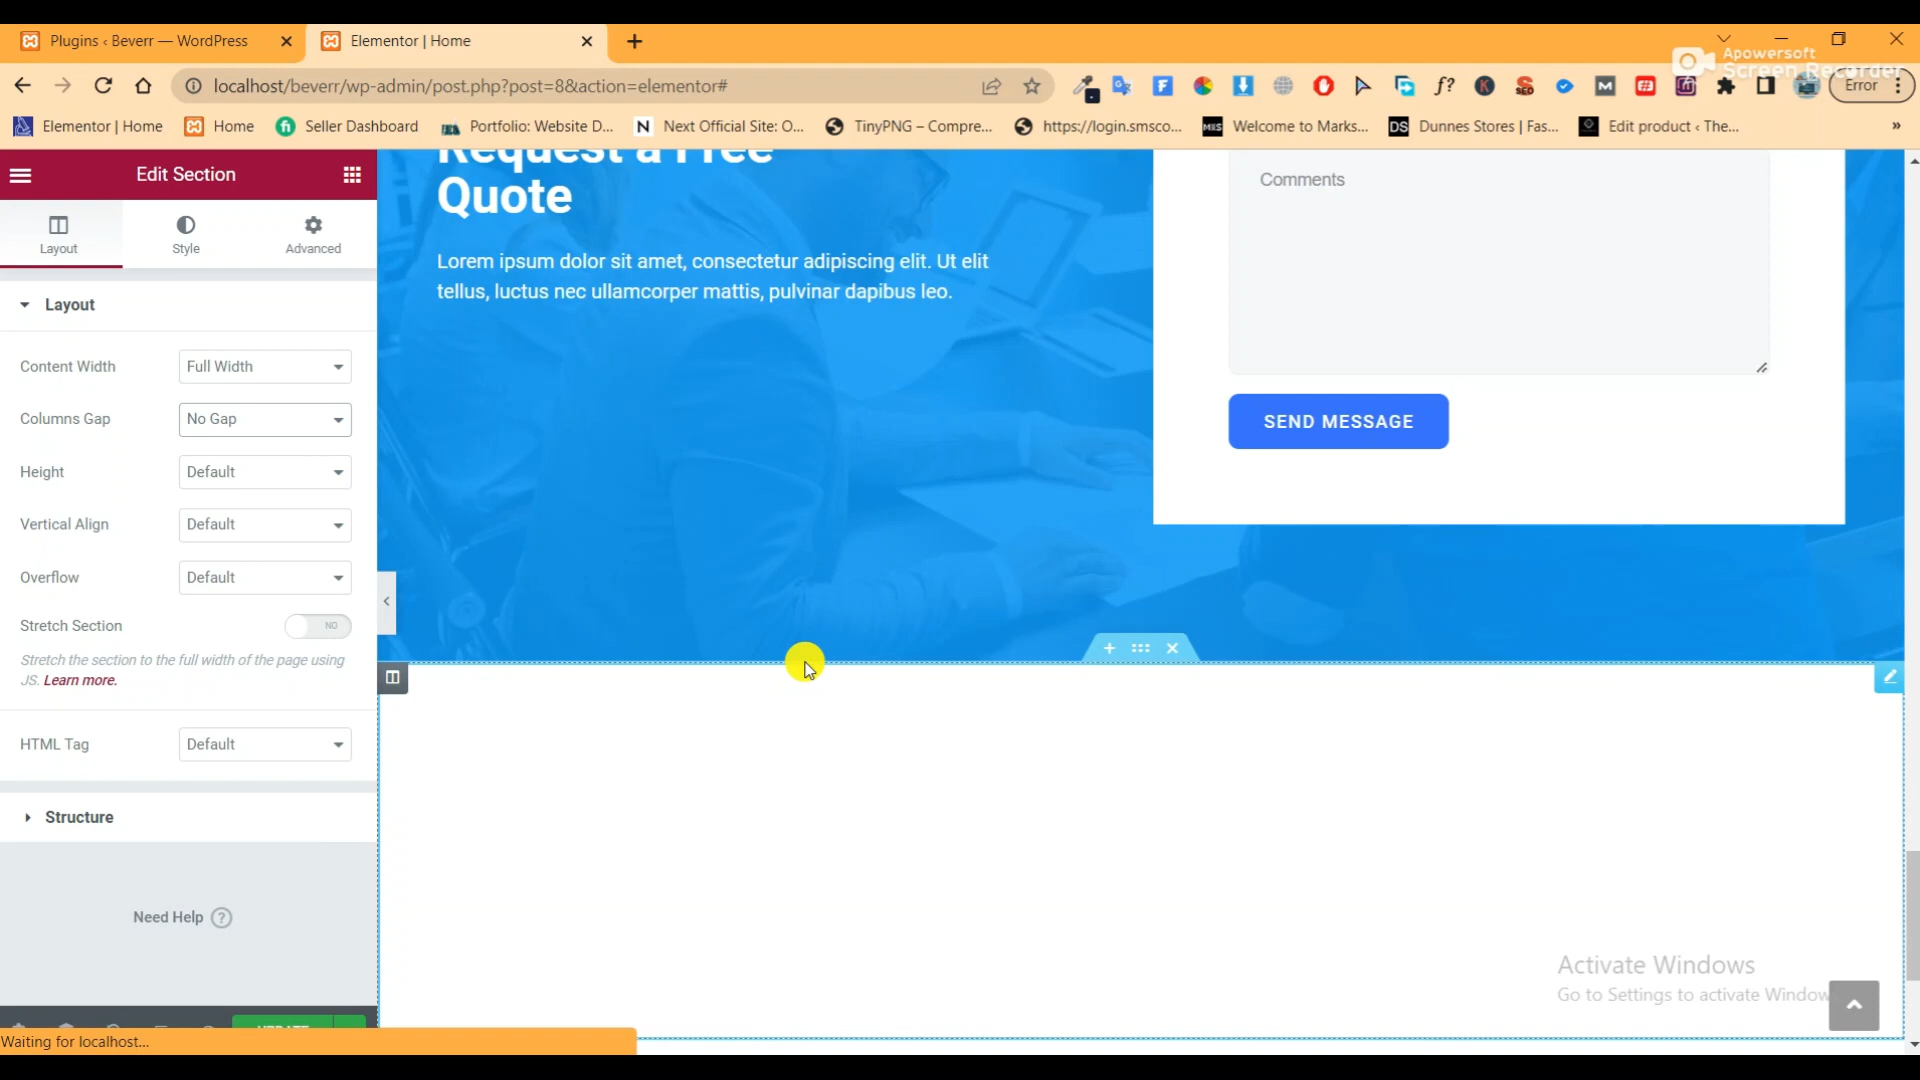 Plugins ‹ Beverr — WordPress
Elementor | Home
Apowersoft
Screen Recorder
localhost/beverr/wp-admin/post.php?post=8&action=elementor#
Error
Elementor | Home
Home
Seller Dashboard
Portfolio: Website D...
Next Official Site: O...
TinyPNG – Compre...
https://login.smsco...
Welcome to Marks...
Dunnes Stores | Fas...
Edit product ‹ The...
Edit Section
Layout
Style
Advanced
Layout
Content Width
Full Width
Columns Gap
No Gap
Height
Default
Vertical Align
Default
Overflow
Default
Stretch Section
NO
Stretch the section to the full width of the page using
JS. Learn more.
HTML Tag
Default
Structure
Need Help
UPDATE
Waiting for localhost...
Request a Free
Quote
Lorem ipsum dolor sit amet, consectetur adipiscing elit. Ut elit
tellus, luctus nec ullamcorper mattis, pulvinar dapibus leo.
Comments
SEND MESSAGE
Activate Windows
Go to Settings to activate Window